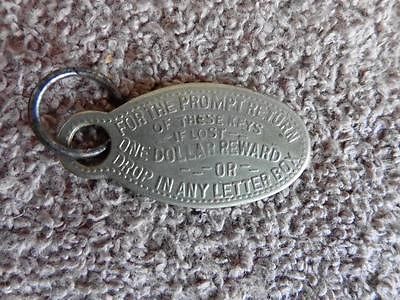 FOR THE PROMPT RETURN
OF THESE KEYS
IF LOST
ONE DOLLAR REWARD
— OR —
DROP IN ANY LETTER BOX